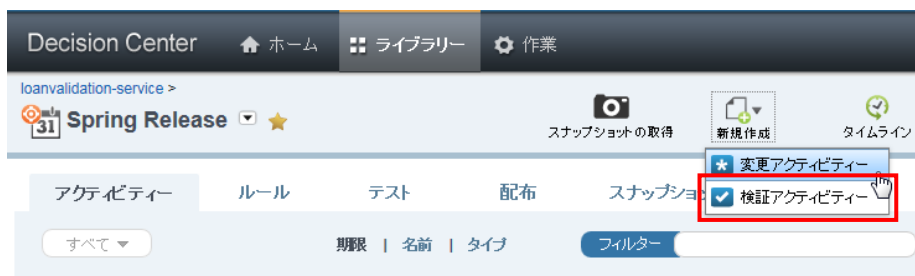 Decision Center ホーム ライブラリー 作業
loanvalidation-service >
31 Spring Release
スナップショットの取得 新規作成 タイムライン
変更アクティビティー
検証アクティビティー
アクティビティー ルール テスト 配布 スナップショ
すべて 期限 | 名前 | タイプ フィルター